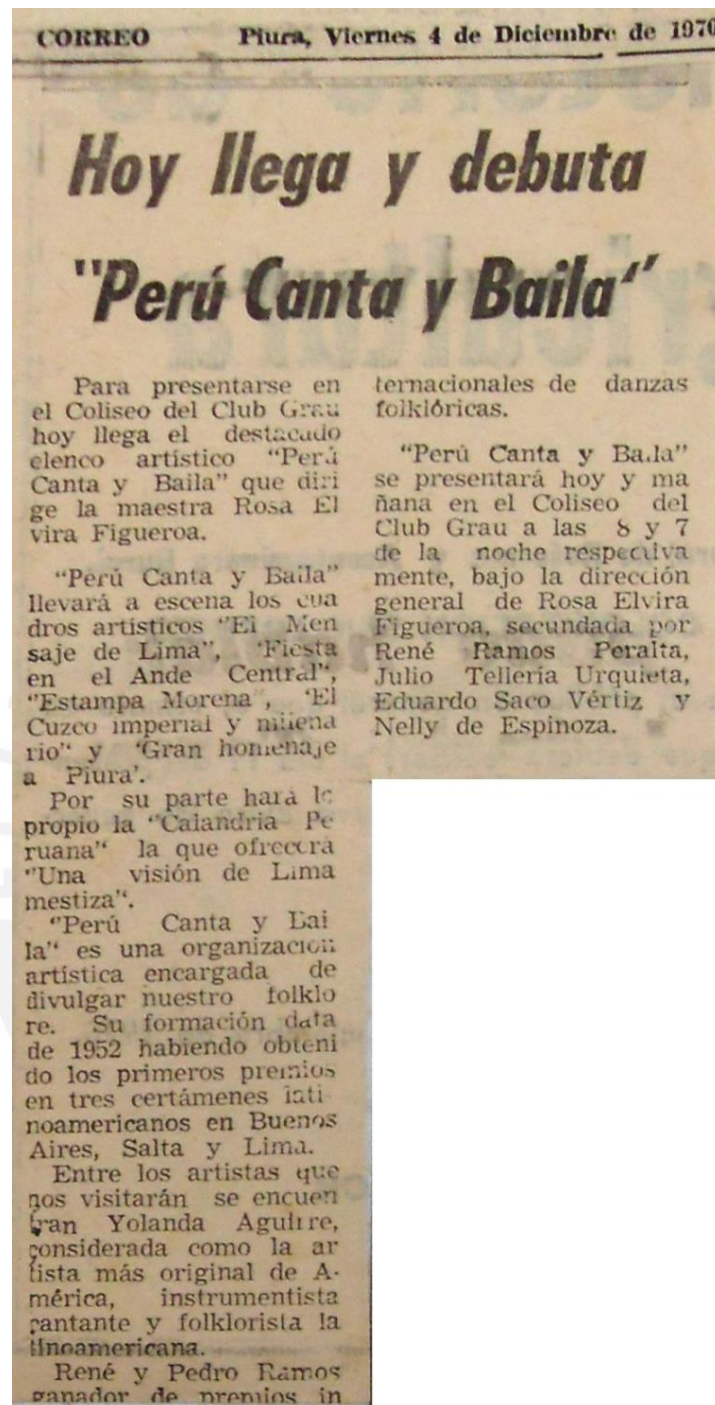 CORREO Piura, Viernes 4 de Diciembre de 1970
Hoy llega y debuta
"Perú Canta y Baila"
Para presentarse en
el Coliseo del Club Grau
hoy llega el destacado
elenco artístico "Perú
Canta y Baila" que diri
ge la maestra Rosa El
vira Figueroa.
"Perú Canta y Baila"
llevará a escena los cua
dros artísticos "El Men
saje de Lima", 'Fiesta
en el Ande Central",
"Estampa Morena", 'El
Cuzco imperial y milena
rio" y 'Gran homenaje
a Piura'.
Por su parte hará lo
propio la "Calandria Pe
ruana" la que ofrecerá
"Una visión de Lima
mestiza".
"Perú Canta y Bai
la" es una organización
artística encargada de
divulgar nuestro folklo
re. Su formación data
de 1952 habiendo obteni
do los primeros premios
en tres certámenes lati
noamericanos en Buenos
Aires, Salta y Lima.
Entre los artistas que
nos visitarán se encuen
tran Yolanda Aguirre,
considerada como la ar
tista más original de A-
mérica, instrumentista
cantante y folklorista la
tinoamericana.
René y Pedro Ramos
ganador de premios in
ternacionales de danzas
folklóricas.
"Perú Canta y Baila"
se presentará hoy y ma
ñana en el Coliseo del
Club Grau a las 8 y 7
de la noche respectiva
mente, bajo la dirección
general de Rosa Elvira
Figueroa, secundada por
René Ramos Peralta,
Julio Telleria Urquieta,
Eduardo Saco Vértiz y
Nelly de Espinoza.